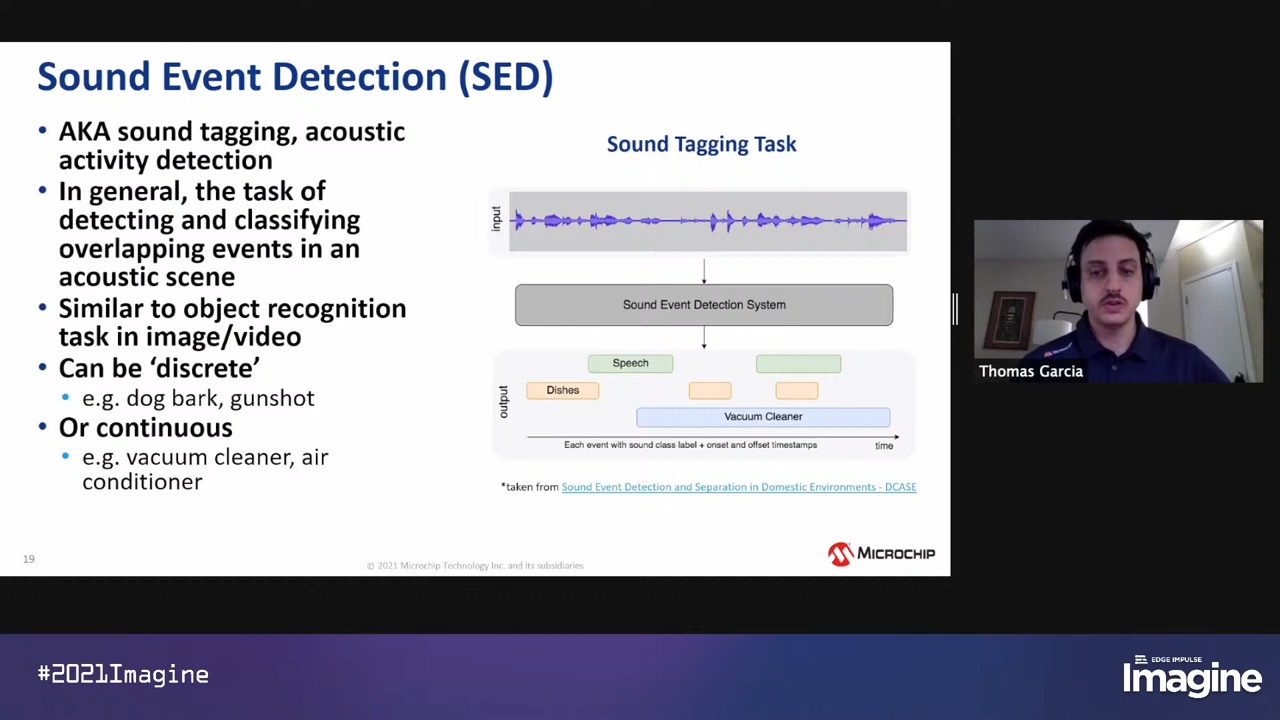 Sound Event Detection (SED)
• AKA sound tagging, acoustic
activity detection
• In general, the task of
detecting and classifying
overlapping events in an
acoustic scene
• Similar to object recognition
task in image/video
• Can be ‘discrete’
• e.g. dog bark, gunshot
• Or continuous
• e.g. vacuum cleaner, air
conditioner
Sound Tagging Task
input
Sound Event Detection System
output
Speech
Dishes
Vacuum Cleaner
Each event with sound class label + onset and offset timestamps
time
*taken from Sound Event Detection and Separation in Domestic Environments - DCASE
19
© 2021 Microchip Technology Inc. and its subsidiaries
MICROCHIP
Microchip
Thomas Garcia
#2021Imagine
EDGE IMPULSE
Imagine